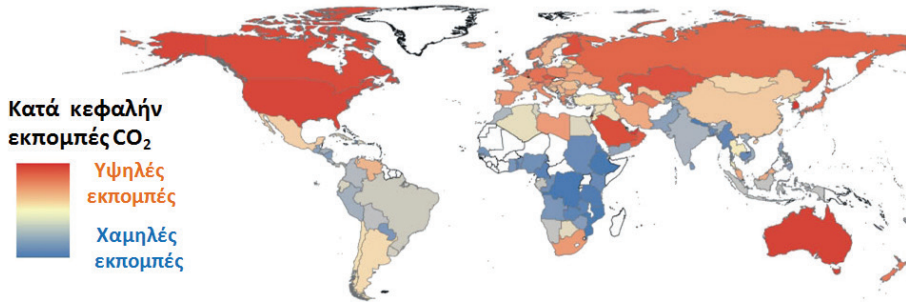 Κατά κεφαλήν
εκπομπές CO₂
Υψηλές
εκπομπές
Χαμηλές
εκπομπές